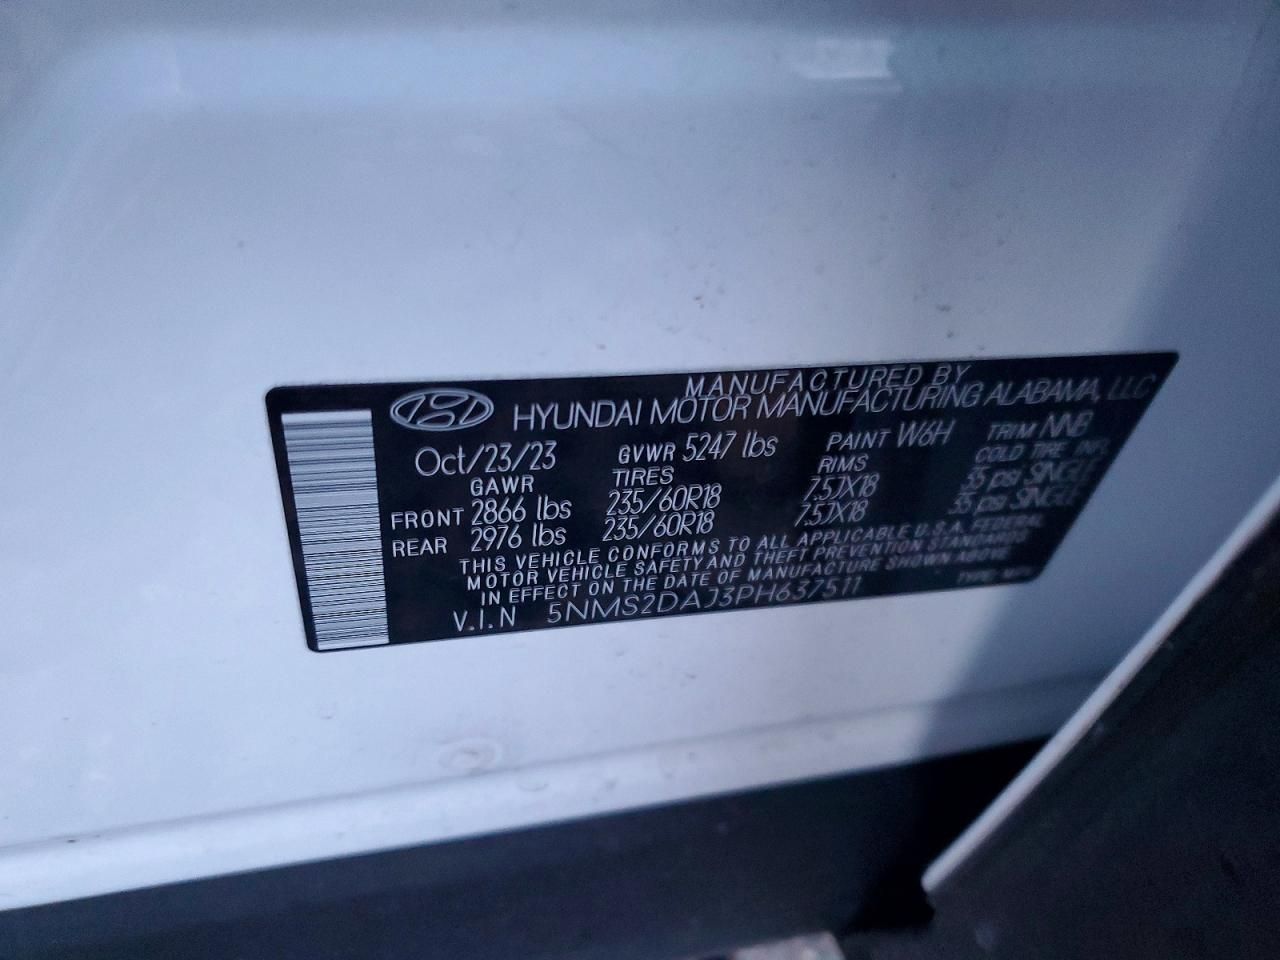 MANUFACTURED BY
HYUNDAI MOTOR MANUFACTURING ALABAMA, LLC
Oct/23/23 GVWR 5247 lbs PAINT W6H TRIM NNB
GAWR TIRES RIMS COLD TIRE INFL
FRONT 2866 lbs 235/60R18 7.5JX18 35 psi SINGLE
REAR 2976 lbs 235/60R18 7.5JX18 35 psi SINGLE
THIS VEHICLE CONFORMS TO ALL APPLICABLE U.S.A. FEDERAL
MOTOR VEHICLE SAFETY AND THEFT PREVENTION STANDARDS
IN EFFECT ON THE DATE OF MANUFACTURE SHOWN ABOVE
V.I.N 5NMS2DAJ3PH637511 TYPE: